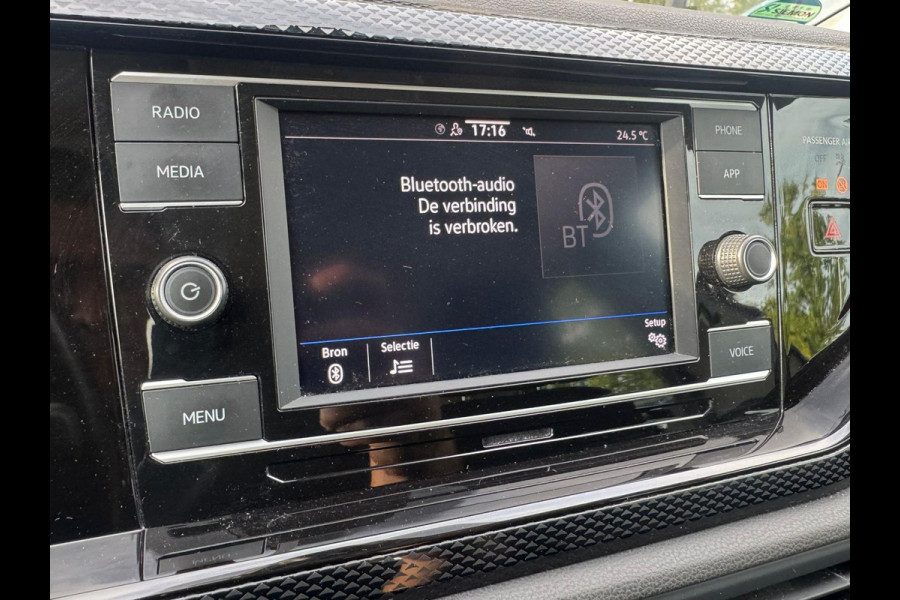 RADIO
MEDIA
MENU
17:16
24.5 °C
Bluetooth-audio
De verbinding
is verbroken.
BT
Bron
Selectie
Setup
PHONE
APP
VOICE
PASSENGER
OFF